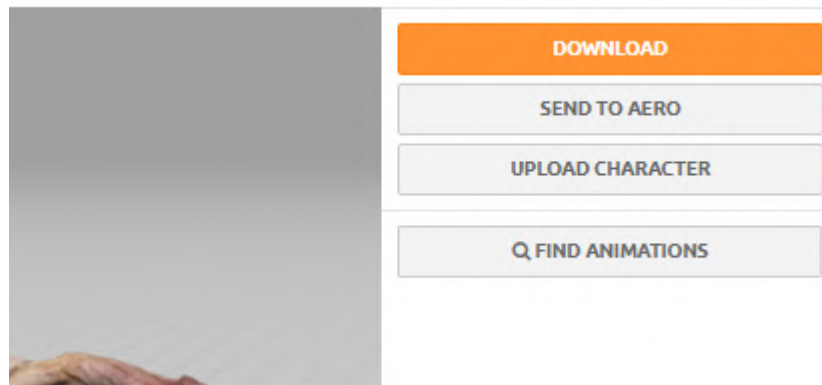 DOWNLOAD
SEND TO AERO
UPLOAD CHARACTER
FIND ANIMATIONS